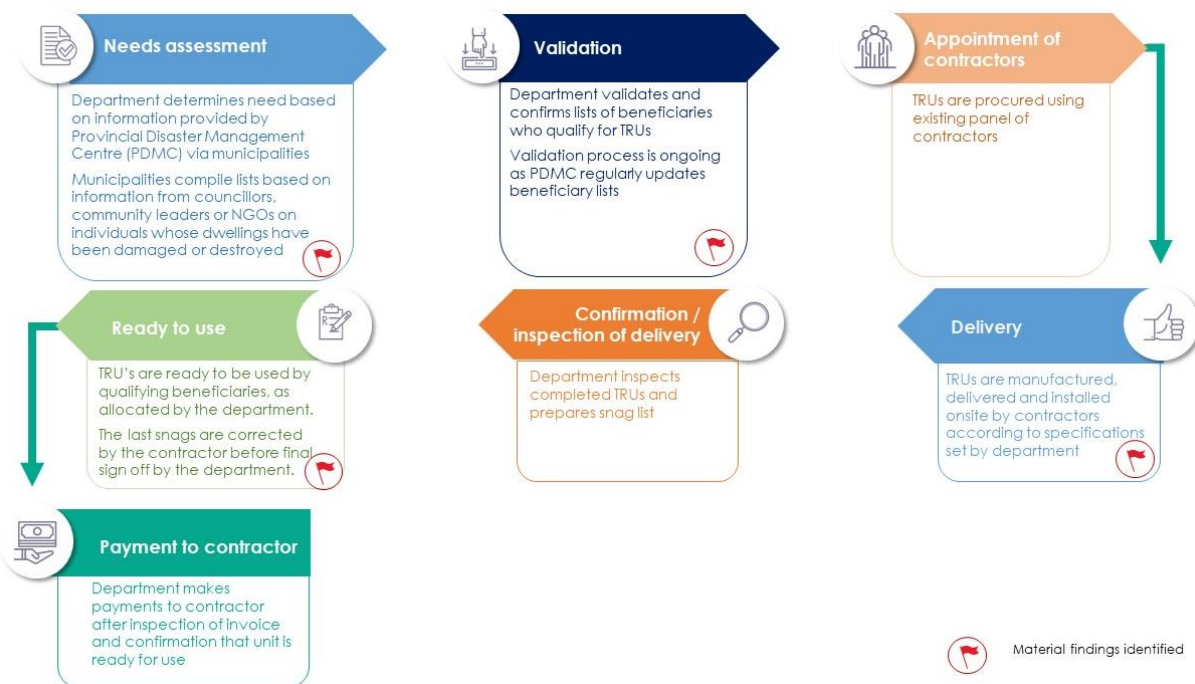 Needs assessment
Department determines need based
on information provided by
Provincial Disaster Management
Centre (PDMC) via municipalities
Municipalities compile lists based on
information from councillors,
community leaders or NGOs on
individuals whose dwellings have
been damaged or destroyed
Validation
Department validates and
confirms lists of beneficiaries
who qualify for TRUs
Validation process is ongoing
as PDMC regularly updates
beneficiary lists
Appointment of
contractors
TRUs are procured using
existing panel of
contractors
Delivery
TRUs are manufactured,
delivered and installed
onsite by contractors
according to specifications
set by department
Confirmation /
inspection of delivery
Department inspects
completed TRUs and
prepares snag list
Ready to use
TRU's are ready to be used by
qualifying beneficiaries, as
allocated by the department.
The last snags are corrected
by the contractor before final
sign off by the department.
Payment to contractor
Department makes
payments to contractor
after inspection of invoice
and confirmation that unit is
ready for use
Material findings identified